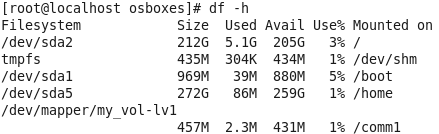 [root@localhost osboxes]# df -h
Filesystem            Size  Used Avail Use% Mounted on
/dev/sda2             212G  5.1G  205G   3% /
tmpfs                 435M  304K  434M   1% /dev/shm
/dev/sda1             969M   39M  880M   5% /boot
/dev/sda5             272G   86M  259G   1% /home
/dev/mapper/my_vol-lv1
                      457M  2.3M  431M   1% /comm1